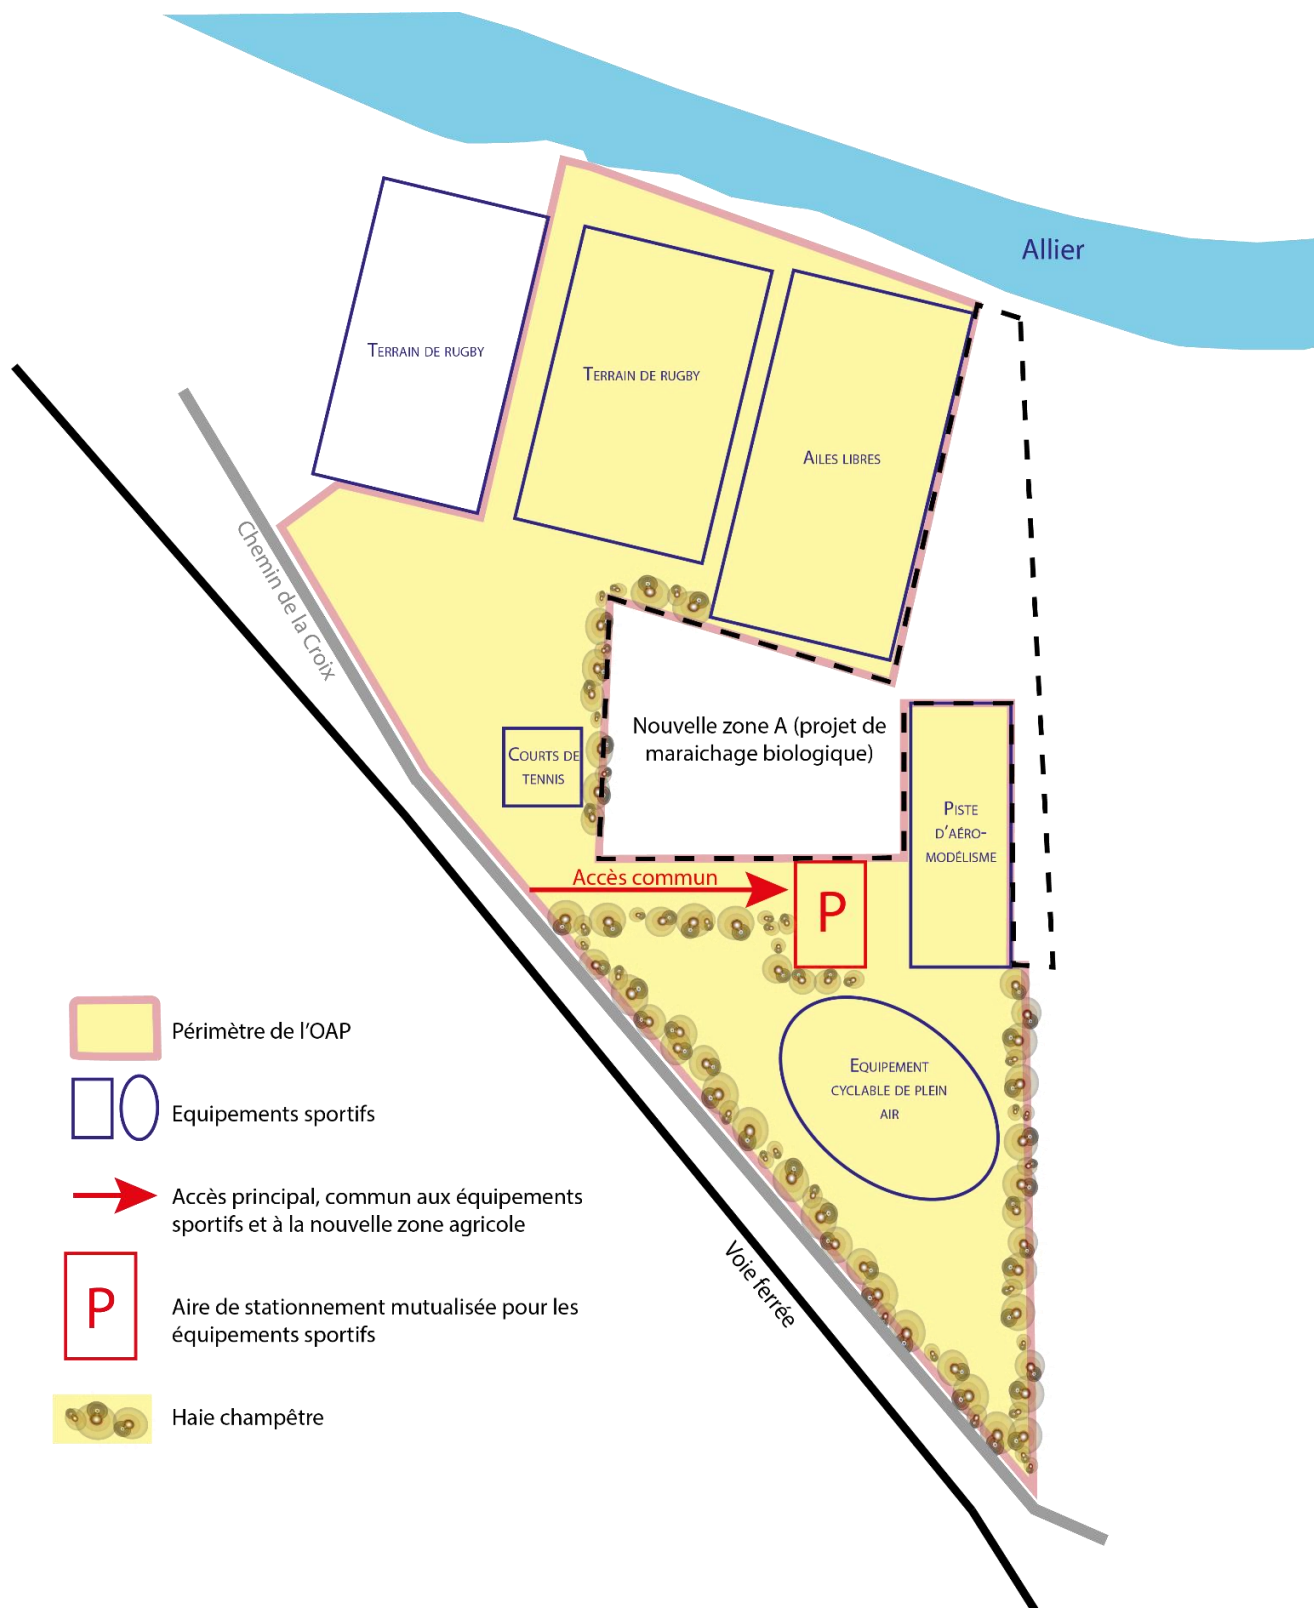 Allier
Terrain de rugby
Terrain de rugby
Ailes libres
Chemin de la Croix
Nouvelle zone A (projet de
maraichage biologique)
Courts de
tennis
Piste
d'aéro-
modélisme
Accès commun
P
Equipement
cyclable de plein
air
Voie ferrée
Périmètre de l'OAP
Equipements sportifs
Accès principal, commun aux équipements
sportifs et à la nouvelle zone agricole
P
Aire de stationnement mutualisée pour les
équipements sportifs
Haie champêtre